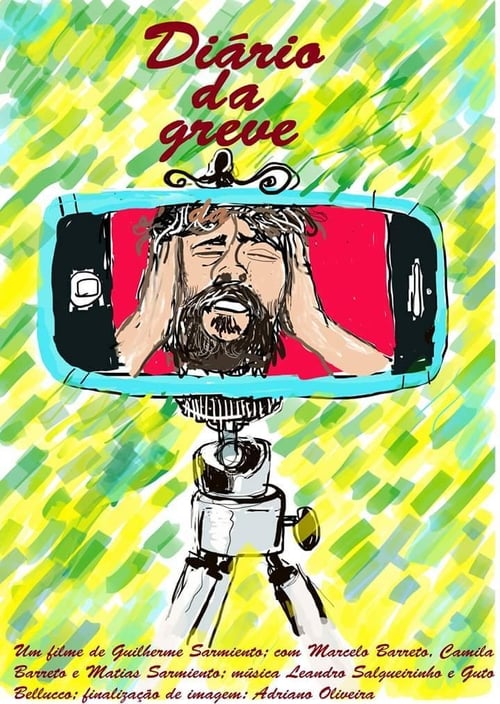 Diário
da
greve
da
Um filme de Guilherme Sarmiento; com Marcelo Barreto, Camila
Barreto e Matias Sarmiento; música Leandro Salgueirinho e Guto
Bellucco; finalização de imagem: Adriano Oliveira